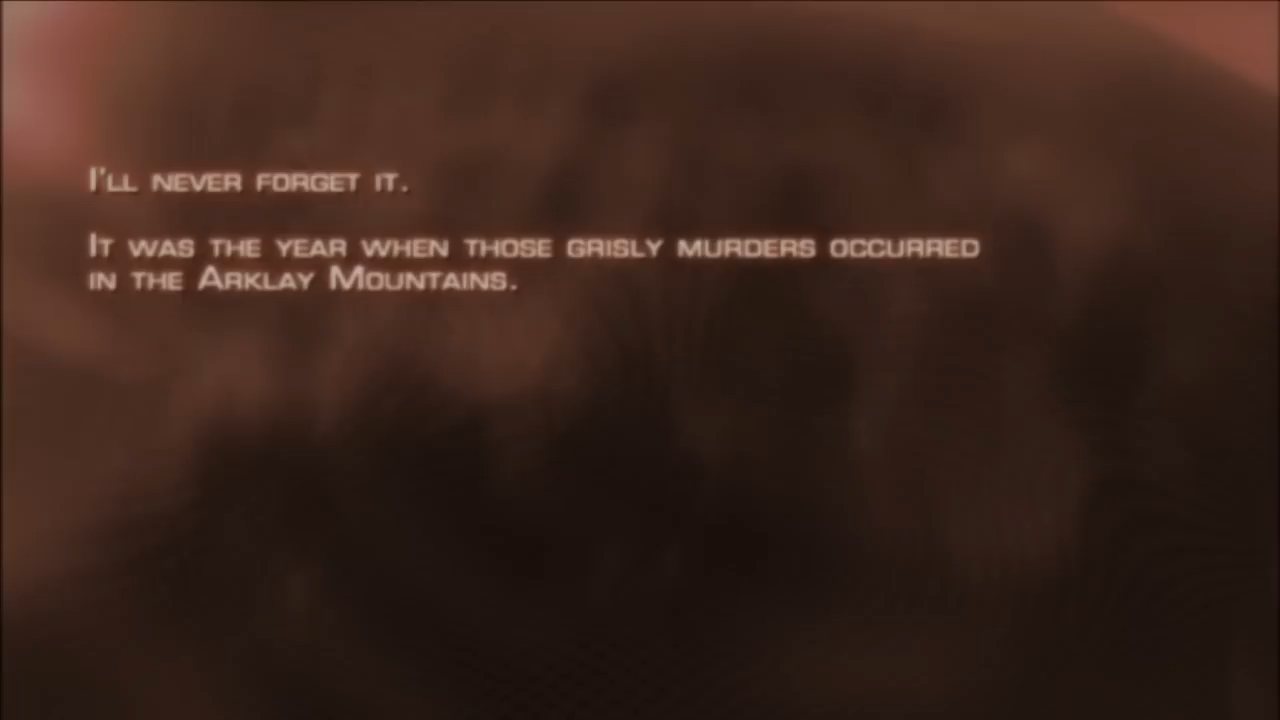 I'll never forget it.
It was the year when those grisly murders occurred
in the Arklay Mountains.